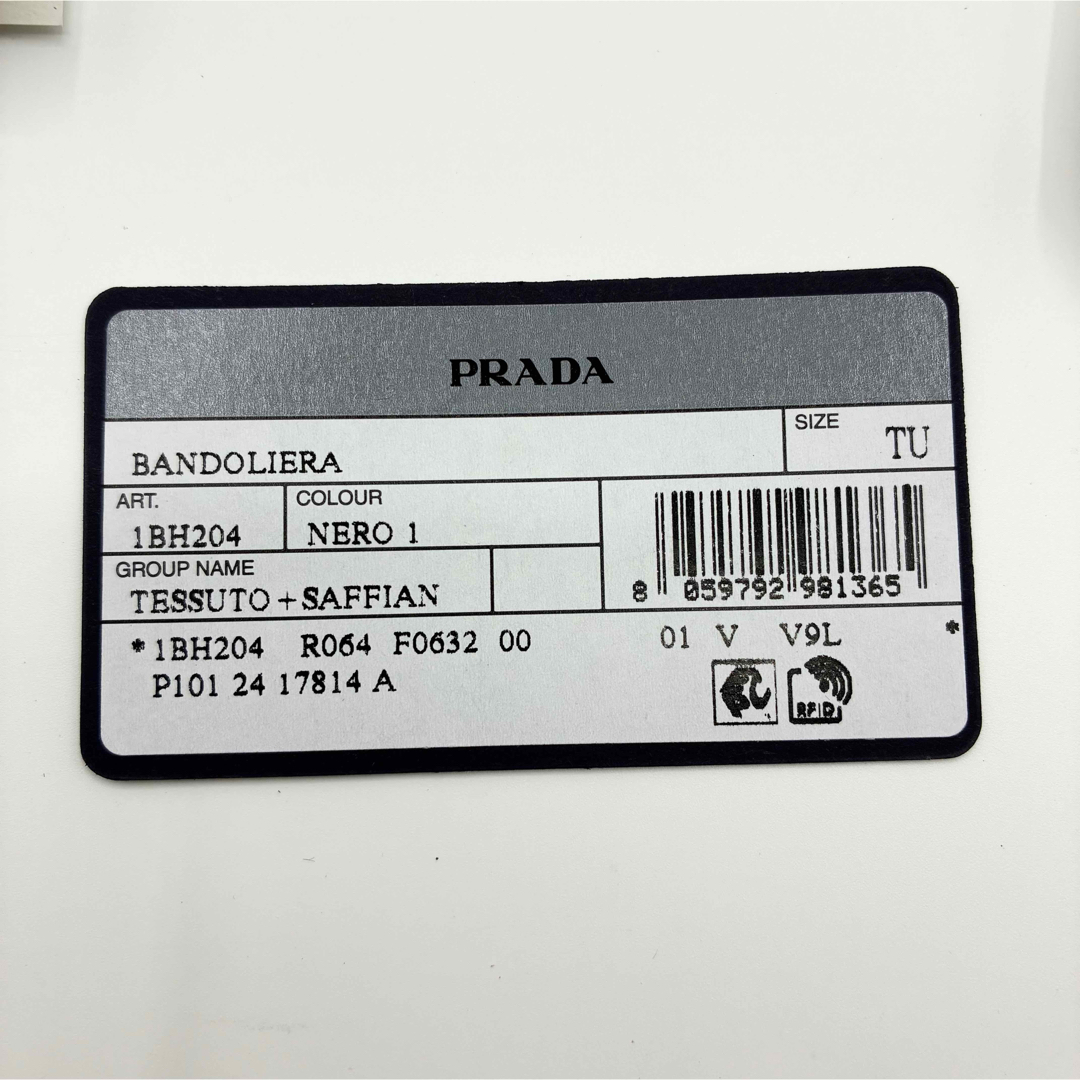 PRADA
BANDOLIERA
SIZE
TU
ART.
1BH204
COLOUR
NERO 1
GROUP NAME
TESSUTO+SAFFIAN
8 059792 981365
*1BH204 R064 F0632 00 01 V V9L *
P101 24 17814 A
RFID